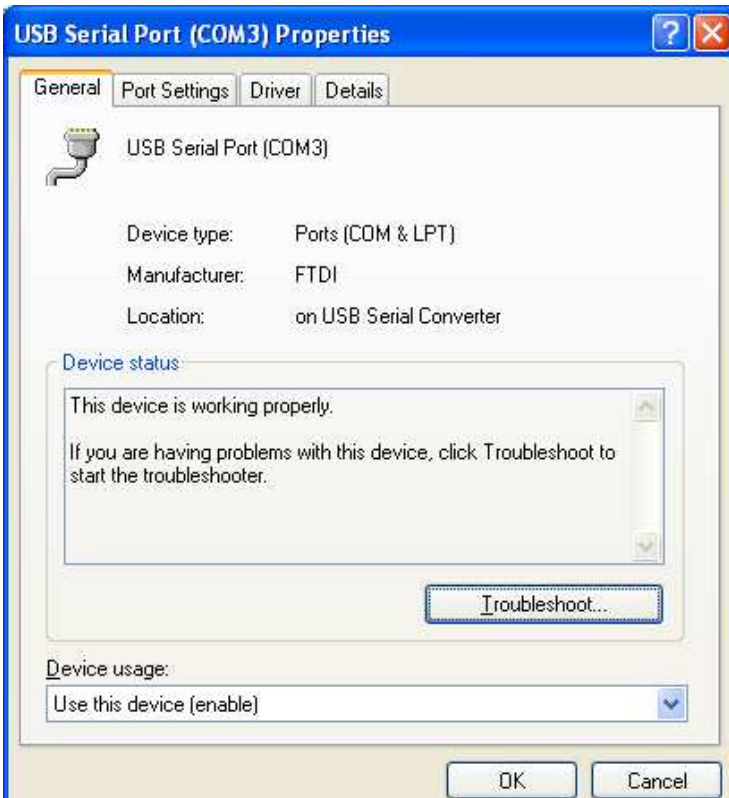 USB Serial Port (COM3) Properties
General Port Settings Driver Details
USB Serial Port (COM3)
Device type: Ports (COM & LPT)
Manufacturer: FTDI
Location: on USB Serial Converter
Device status
This device is working properly.
If you are having problems with this device, click Troubleshoot to
start the troubleshooter.
Troubleshoot...
Device usage:
Use this device (enable)
OK Cancel